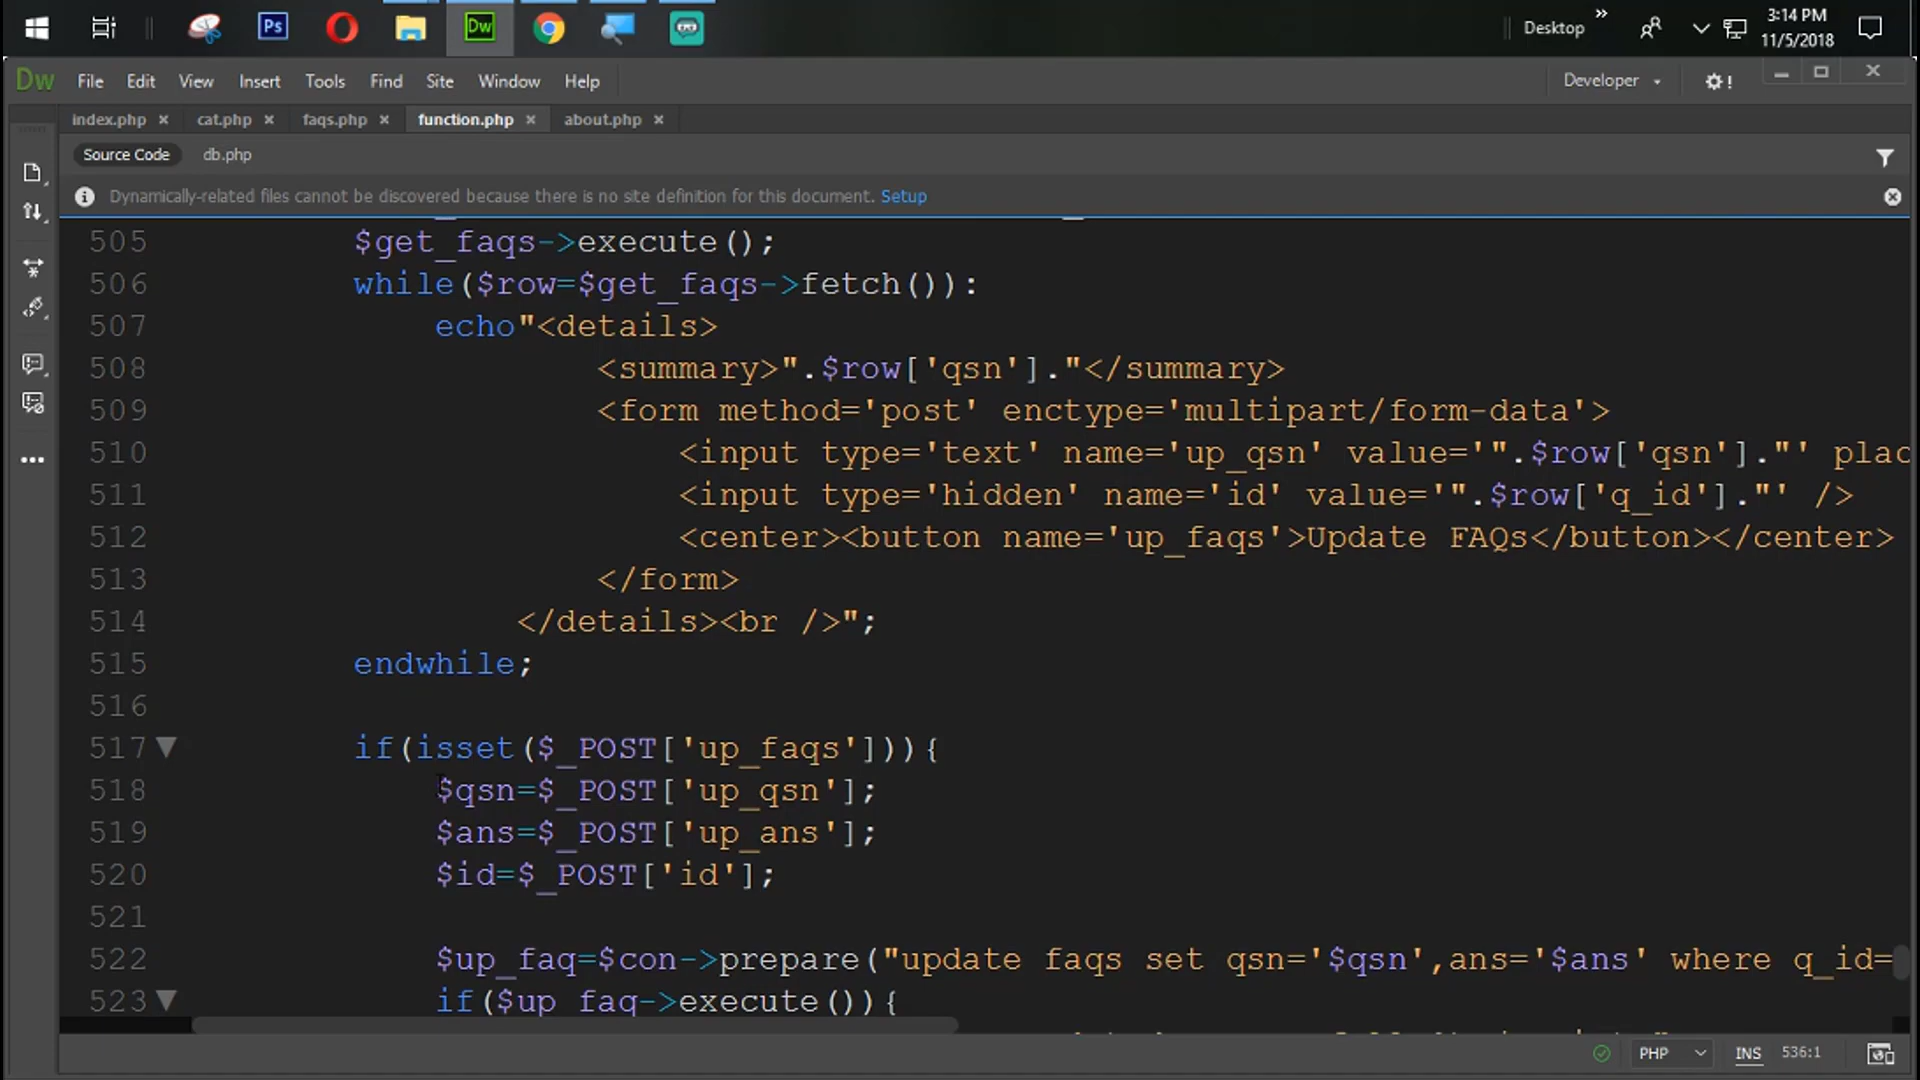 Ps
Dw
Desktop
»
3:14 PM
11/5/2018
Dw File Edit View Insert Tools Find Site Window Help
Developer
index.php × cat.php × faqs.php × function.php × about.php ×
Source Code db.php
Dynamically-related files cannot be discovered because there is no site definition for this document. Setup
505 $get_faqs->execute();
506 while($row=$get_faqs->fetch()):
507 echo"<details>
508 <summary>".$row['qsn']."</summary>
509 <form method='post' enctype='multipart/form-data'>
510 <input type='text' name='up_qsn' value='".$row['qsn']."' plac
511 <input type='hidden' name='id' value='".$row['q_id']."' />
512 <center><button name='up_faqs'>Update FAQs</button></center>
513 </form>
514 </details><br />";
515 endwhile;
516
517 if(isset($_POST['up_faqs'])){
518 $qsn=$_POST['up_qsn'];
519 $ans=$_POST['up_ans'];
520 $id=$_POST['id'];
521
522 $up_faq=$con->prepare("update faqs set qsn='$qsn',ans='$ans' where q_id=
523 if($up_faq->execute()){
PHP INS 536:1